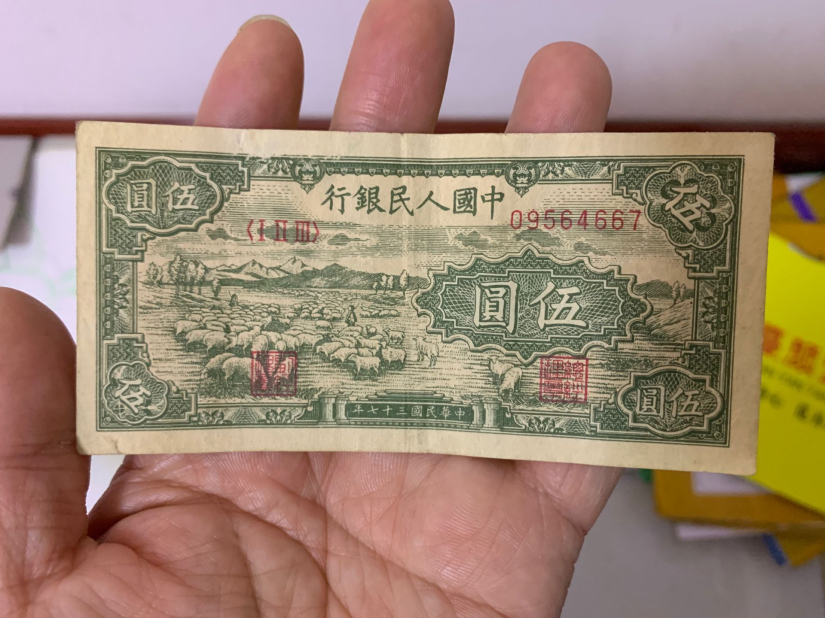 行銀民人國中
〈I II III〉
09564667
圓伍
圓伍
伍
伍
圓伍
年七十三國民華中